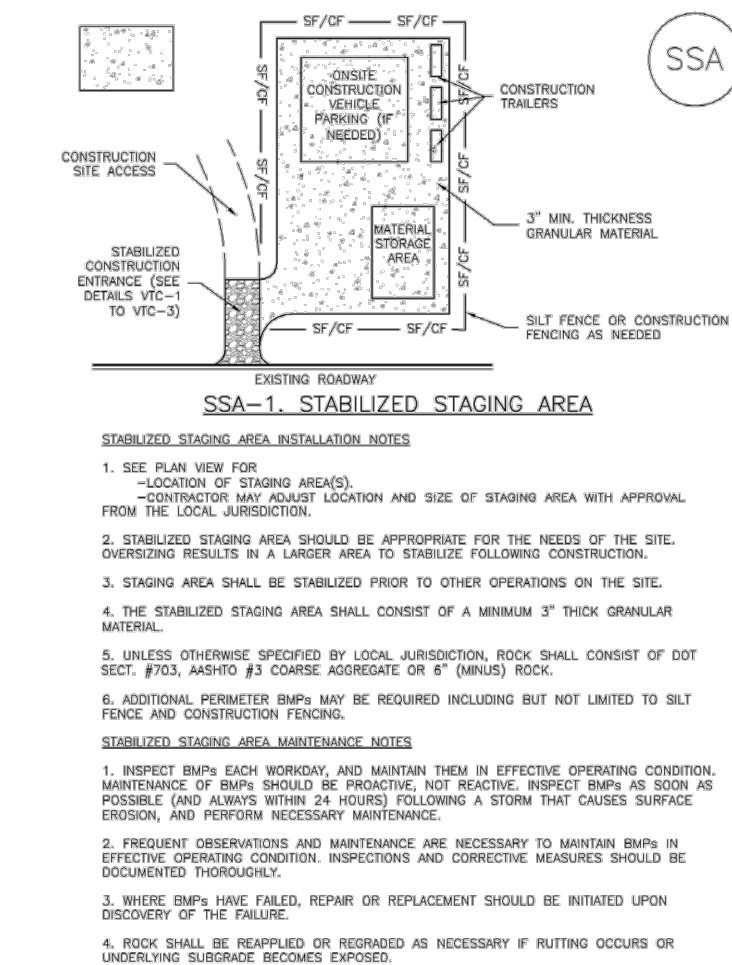 SF/CF SF/CF
SSA
SF/CF
SF/CF
ONSITE
CONSTRUCTION
VEHICLE
PARKING (IF
NEEDED)
CONSTRUCTION
TRAILERS
CONSTRUCTION
SITE ACCESS
SF/CF
SF/CF
3" MIN. THICKNESS
GRANULAR MATERIAL
MATERIAL
STORAGE
AREA
STABILIZED
CONSTRUCTION
ENTRANCE (SEE
DETAILS VTC-1
TO VTC-3)
SF/CF
SF/CF SF/CF
SILT FENCE OR CONSTRUCTION
FENCING AS NEEDED
EXISTING ROADWAY
SSA-1. STABILIZED STAGING AREA
STABILIZED STAGING AREA INSTALLATION NOTES
1. SEE PLAN VIEW FOR
-LOCATION OF STAGING AREA(S).
-CONTRACTOR MAY ADJUST LOCATION AND SIZE OF STAGING AREA WITH APPROVAL
FROM THE LOCAL JURISDICTION.
2. STABILIZED STAGING AREA SHOULD BE APPROPRIATE FOR THE NEEDS OF THE SITE.
OVERSIZING RESULTS IN A LARGER AREA TO STABILIZE FOLLOWING CONSTRUCTION.
3. STAGING AREA SHALL BE STABILIZED PRIOR TO OTHER OPERATIONS ON THE SITE.
4. THE STABILIZED STAGING AREA SHALL CONSIST OF A MINIMUM 3" THICK GRANULAR
MATERIAL.
5. UNLESS OTHERWISE SPECIFIED BY LOCAL JURISDICTION, ROCK SHALL CONSIST OF DOT
SECT. #703, AASHTO #3 COARSE AGGREGATE OR 6" (MINUS) ROCK.
6. ADDITIONAL PERIMETER BMPs MAY BE REQUIRED INCLUDING BUT NOT LIMITED TO SILT
FENCE AND CONSTRUCTION FENCING.
STABILIZED STAGING AREA MAINTENANCE NOTES
1. INSPECT BMPs EACH WORKDAY, AND MAINTAIN THEM IN EFFECTIVE OPERATING CONDITION.
MAINTENANCE OF BMPs SHOULD BE PROACTIVE, NOT REACTIVE. INSPECT BMPs AS SOON AS
POSSIBLE (AND ALWAYS WITHIN 24 HOURS) FOLLOWING A STORM THAT CAUSES SURFACE
EROSION, AND PERFORM NECESSARY MAINTENANCE.
2. FREQUENT OBSERVATIONS AND MAINTENANCE ARE NECESSARY TO MAINTAIN BMPs IN
EFFECTIVE OPERATING CONDITION. INSPECTIONS AND CORRECTIVE MEASURES SHOULD BE
DOCUMENTED THOROUGHLY.
3. WHERE BMPs HAVE FAILED, REPAIR OR REPLACEMENT SHOULD BE INITIATED UPON
DISCOVERY OF THE FAILURE.
4. ROCK SHALL BE REAPPLIED OR REGRADED AS NECESSARY IF RUTTING OCCURS OR
UNDERLYING SUBGRADE BECOMES EXPOSED.